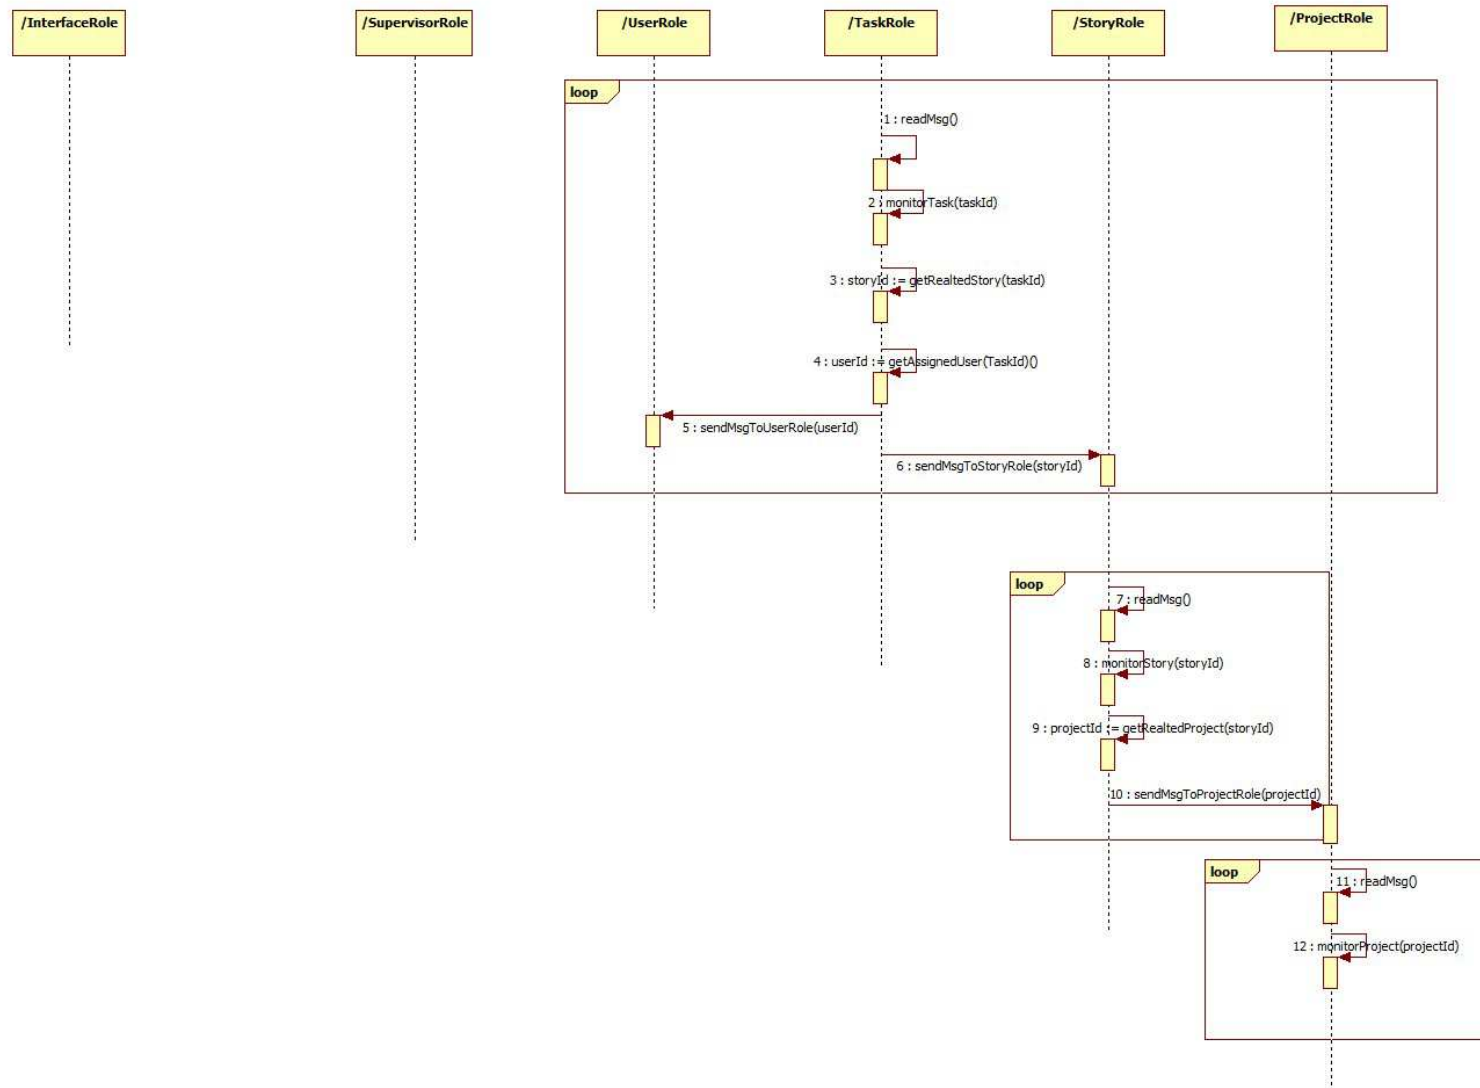 /InterfaceRole
/SupervisorRole
/UserRole
/TaskRole
/StoryRole
/ProjectRole
loop
1 : readMsg()
2 : monitorTask(taskId)
3 : storyId := getRealtedStory(taskId)
4 : userId := getAssignedUser(TaskId)()
5 : sendMsgToUserRole(userId)
6 : sendMsgToStoryRole(storyId)
loop
7 : readMsg()
8 : monitorStory(storyId)
9 : projectId := getRealtedProject(storyId)
10 : sendMsgToProjectRole(projectId)
loop
11 : readMsg()
12 : monitorProject(projectId)